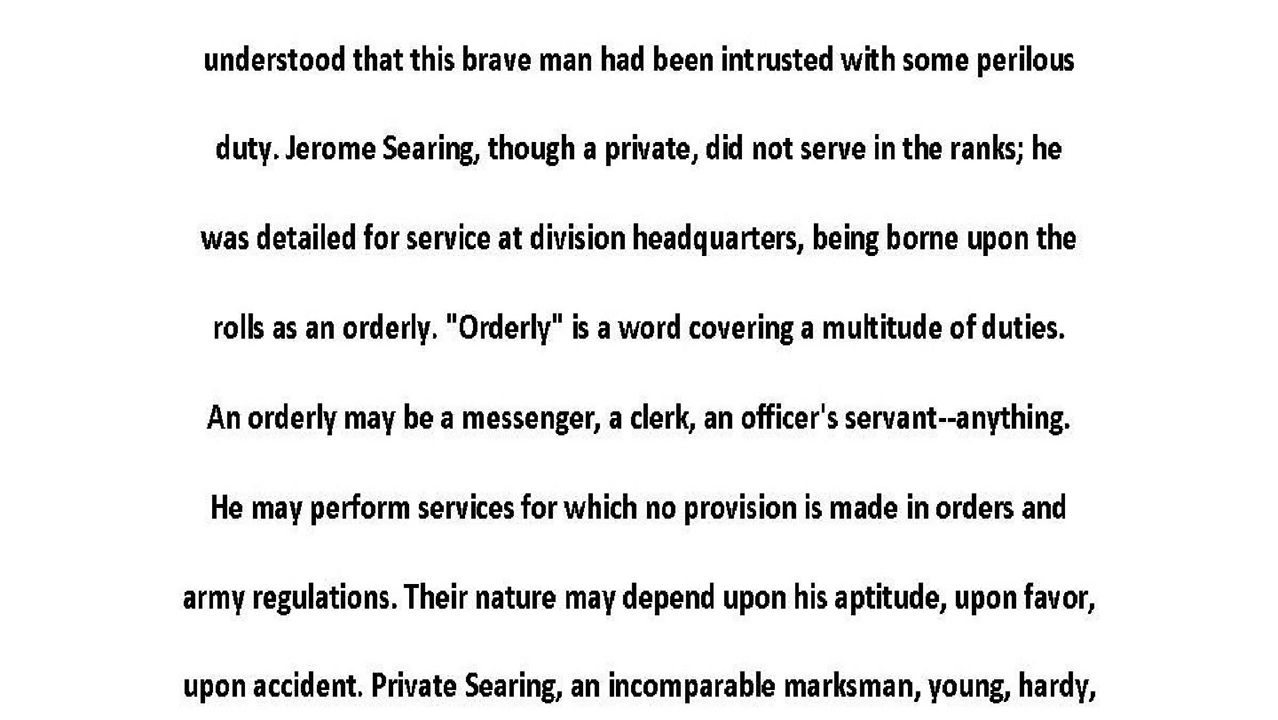 understood that this brave man had been intrusted with some perilous
duty. Jerome Searing, though a private, did not serve in the ranks; he
was detailed for service at division headquarters, being borne upon the
rolls as an orderly. "Orderly" is a word covering a multitude of duties.
An orderly may be a messenger, a clerk, an officer's servant--anything.
He may perform services for which no provision is made in orders and
army regulations. Their nature may depend upon his aptitude, upon favor,
upon accident. Private Searing, an incomparable marksman, young, hardy,